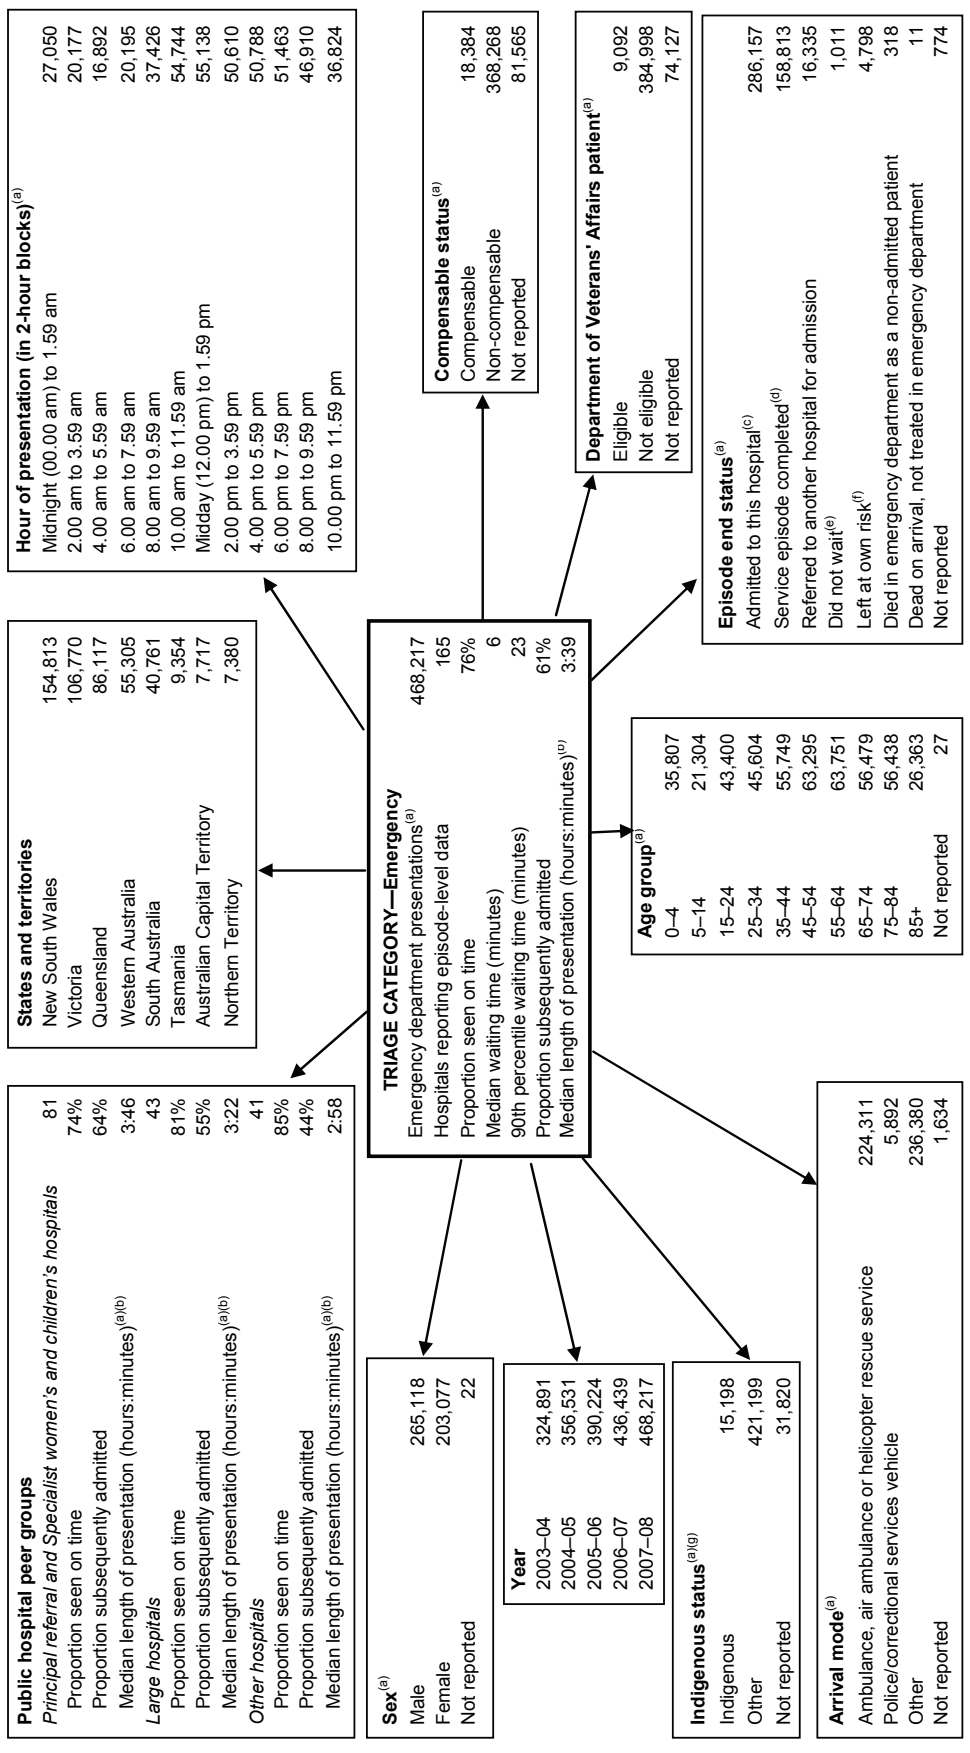 Public hospital peer groups
Principal referral and Specialist women's and children's hospitals 81
Proportion seen on time 74%
Proportion subsequently admitted 64%
Median length of presentation (hours:minutes)(a)(b) 3:46
Large hospitals 43
Proportion seen on time 81%
Proportion subsequently admitted 55%
Median length of presentation (hours:minutes)(a)(b) 3:22
Other hospitals 41
Proportion seen on time 85%
Proportion subsequently admitted 44%
Median length of presentation (hours:minutes)(a)(b) 2:58
States and territories
New South Wales 154,813
Victoria 106,770
Queensland 86,117
Western Australia 55,305
South Australia 40,761
Tasmania 9,354
Australian Capital Territory 7,717
Northern Territory 7,380
Hour of presentation (in 2-hour blocks)(a)
Midnight (00.00 am) to 1.59 am 27,050
2.00 am to 3.59 am 20,177
4.00 am to 5.59 am 16,892
6.00 am to 7.59 am 20,195
8.00 am to 9.59 am 37,426
10.00 am to 11.59 am 54,744
Midday (12.00 pm) to 1.59 pm 55,138
2.00 pm to 3.59 pm 50,610
4.00 pm to 5.59 pm 50,788
6.00 pm to 7.59 pm 51,463
8.00 pm to 9.59 pm 46,910
10.00 pm to 11.59 pm 36,824
Sex(a)
Male 265,118
Female 203,077
Not reported 22
TRIAGE CATEGORY—Emergency
Emergency department presentations(a) 468,217
Hospitals reporting episode-level data 165
Proportion seen on time 76%
Median waiting time (minutes) 6
90th percentile waiting time (minutes) 23
Proportion subsequently admitted 61%
Median length of presentation (hours:minutes)(b) 3:39
Compensable status(a)
Compensable 18,384
Non-compensable 368,268
Not reported 81,565
Year
2003–04 324,891
2004–05 356,531
2005–06 390,224
2006–07 436,439
2007–08 468,217
Department of Veterans' Affairs patient(a)
Eligible 9,092
Not eligible 384,998
Not reported 74,127
Indigenous status(a)(g)
Indigenous 15,198
Other 421,199
Not reported 31,820
Age group(a)
0–4 35,807
5–14 21,304
15–24 43,400
25–34 45,604
35–44 55,749
45–54 63,295
55–64 63,751
65–74 56,479
75–84 56,438
85+ 26,363
Not reported 27
Episode end status(a)
Admitted to this hospital(c) 286,157
Service episode completed(d) 158,813
Referred to another hospital for admission 16,335
Did not wait(e) 1,011
Left at own risk(f) 4,798
Died in emergency department as a non-admitted patient 318
Dead on arrival, not treated in emergency department 11
Not reported 774
Arrival mode(a)
Ambulance, air ambulance or helicopter rescue service 224,311
Police/correctional services vehicle 5,892
Other 236,380
Not reported 1,634